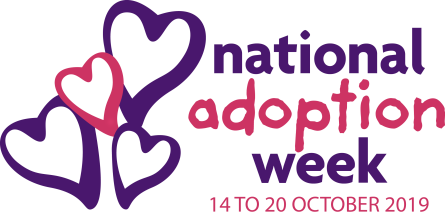 national
adoption
week
14 TO 20 OCTOBER 2019